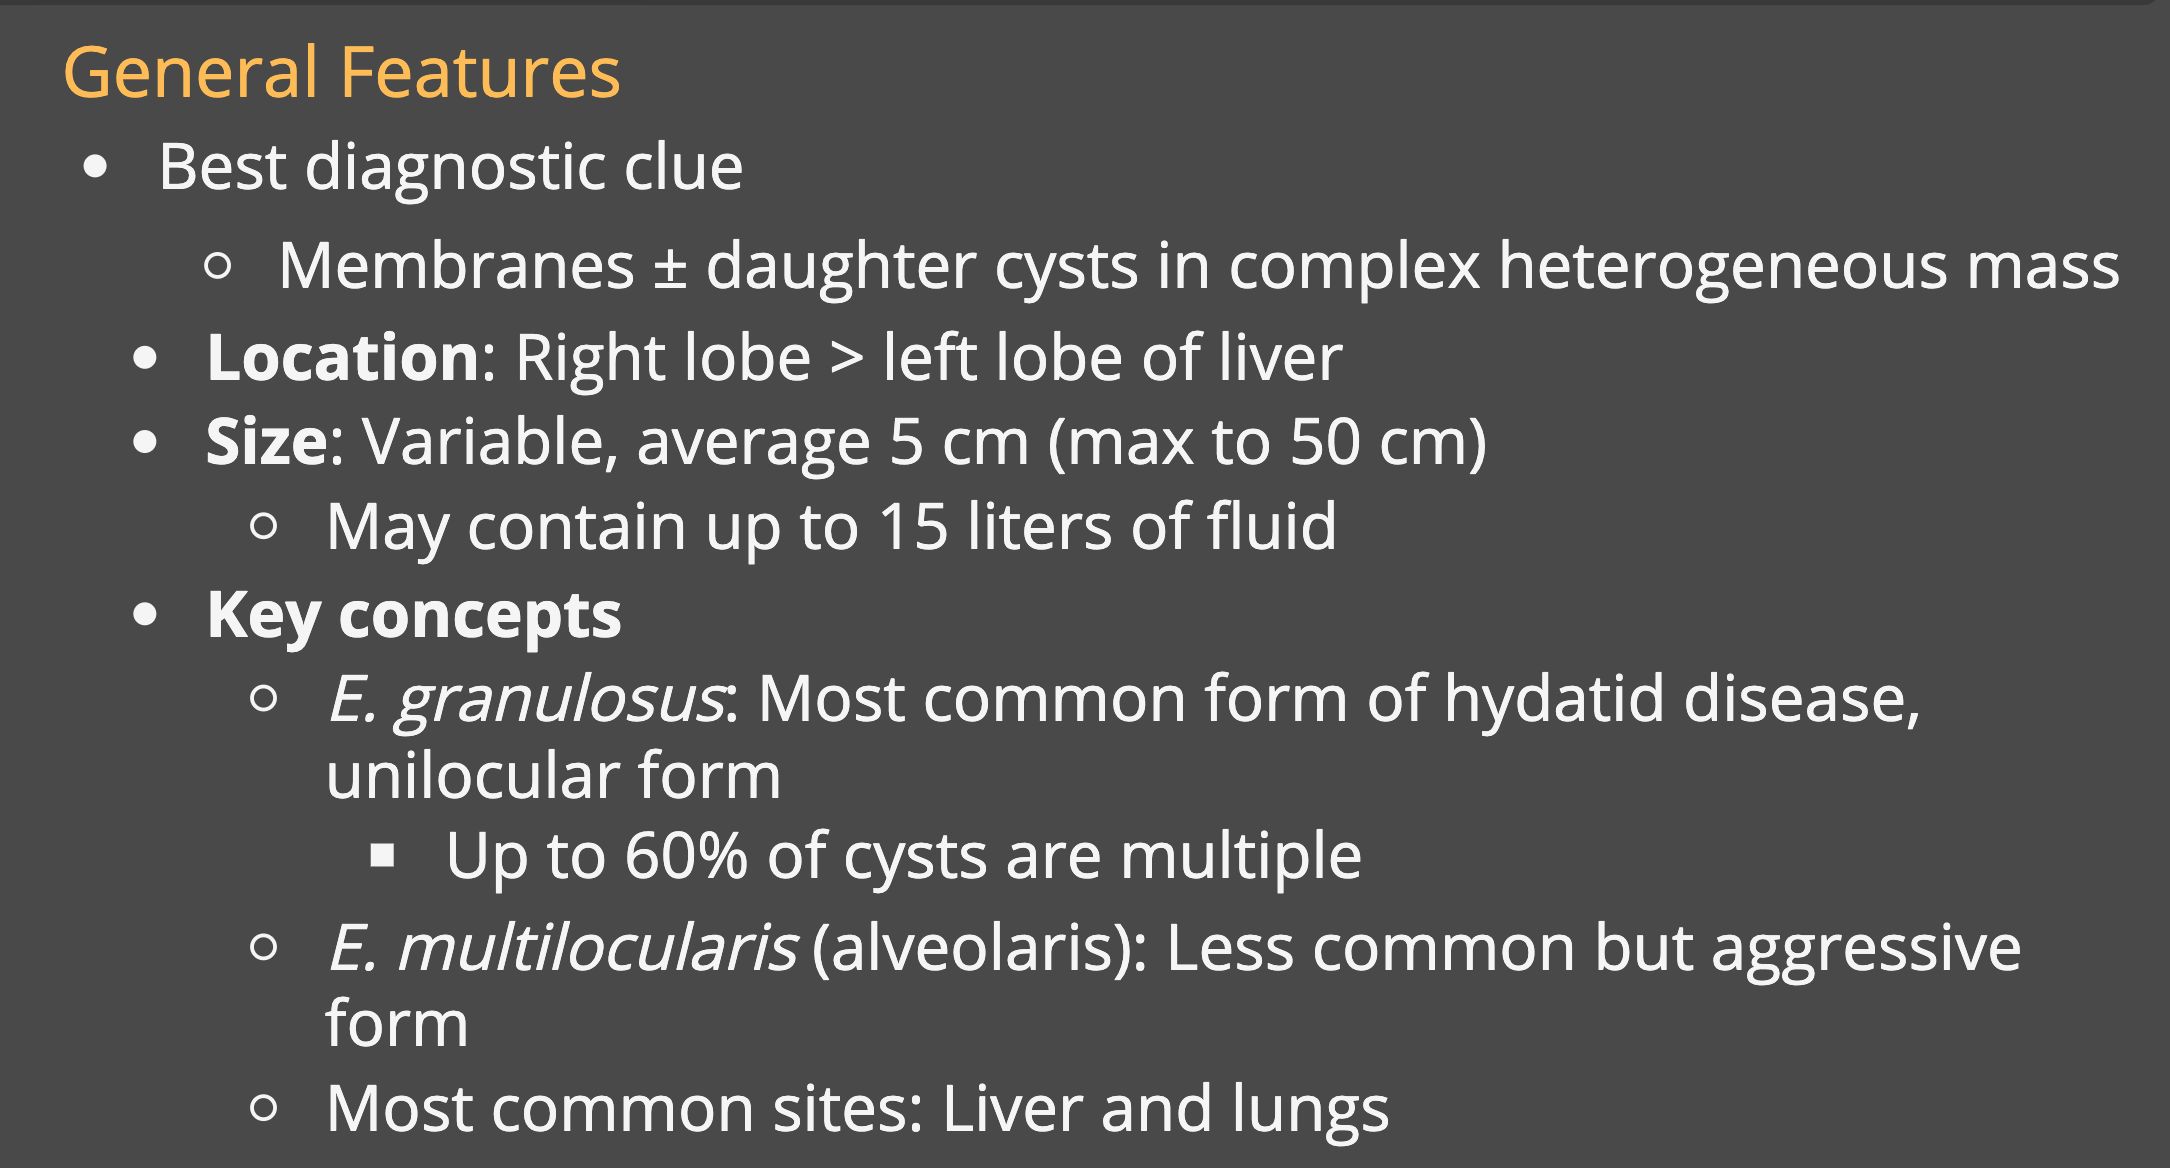 General Features
• Best diagnostic clue
○ Membranes ± daughter cysts in complex heterogeneous mass
• Location: Right lobe > left lobe of liver
• Size: Variable, average 5 cm (max to 50 cm)
○ May contain up to 15 liters of fluid
• Key concepts
○ E. granulosus: Most common form of hydatid disease,
unilocular form
▪ Up to 60% of cysts are multiple
○ E. multilocularis (alveolaris): Less common but aggressive
form
○ Most common sites: Liver and lungs